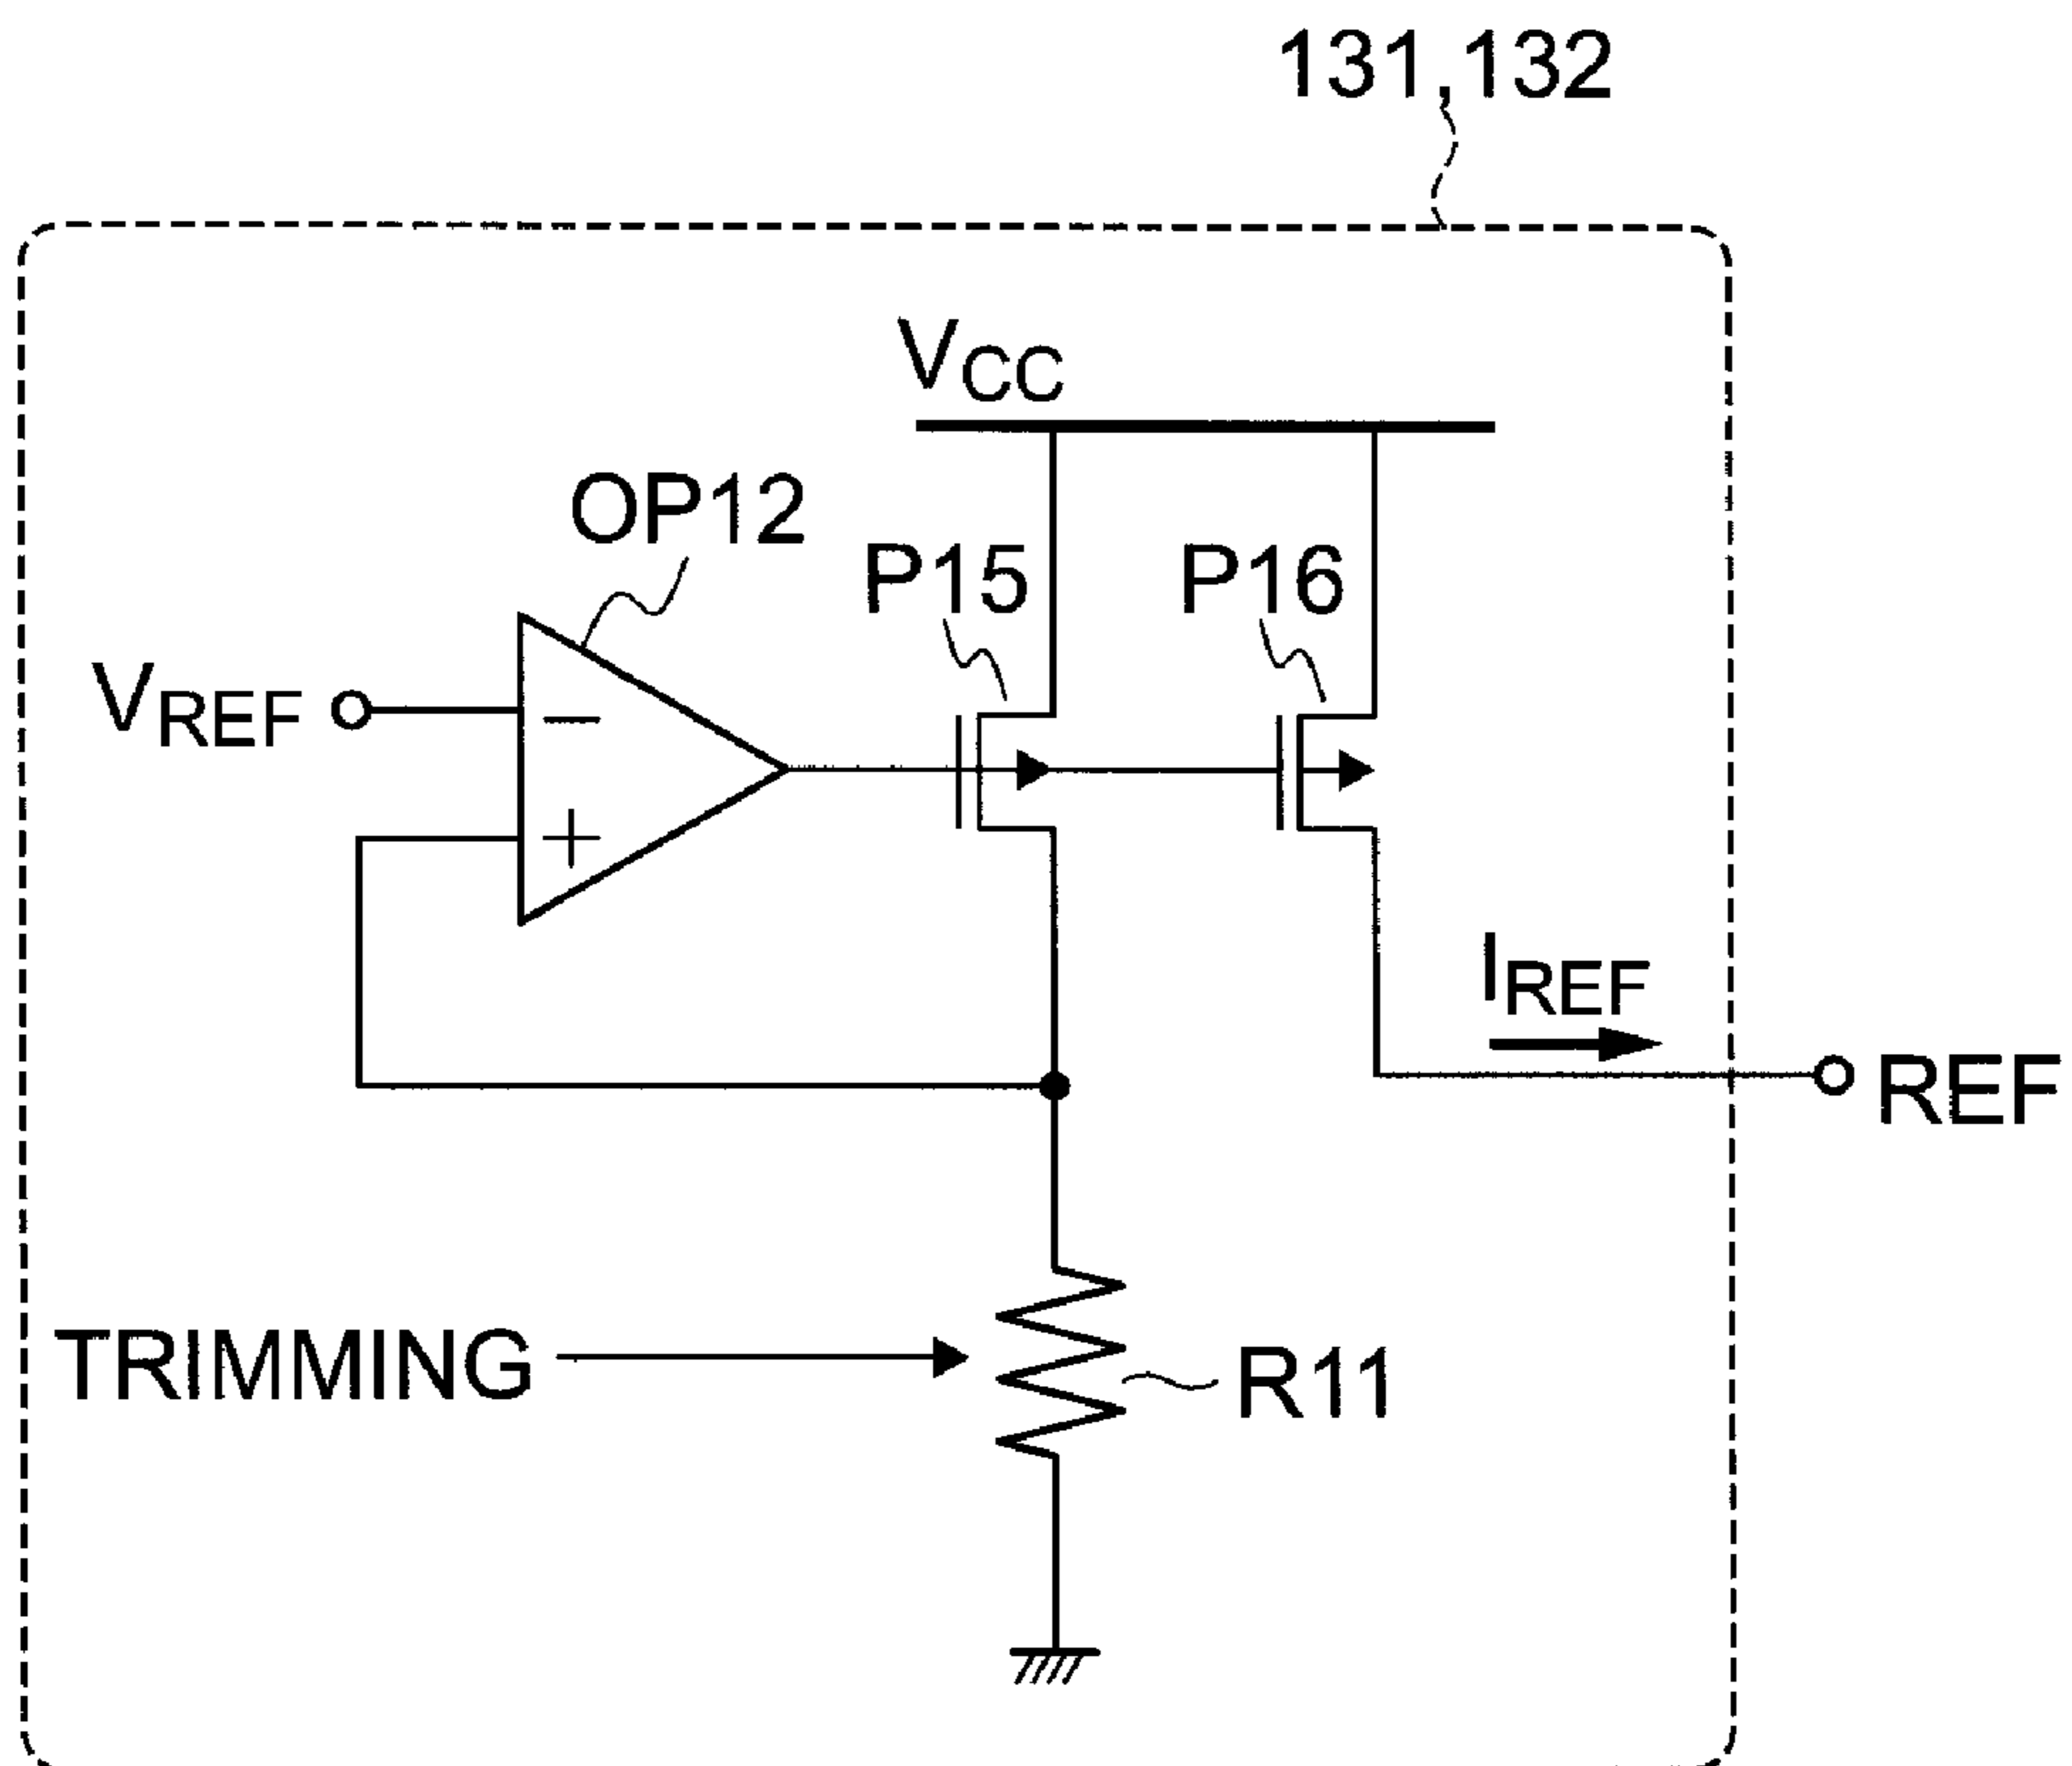 131,132
VCC
OP12
P15
P16
VREF
−
+
IREF
REF
TRIMMING
R11